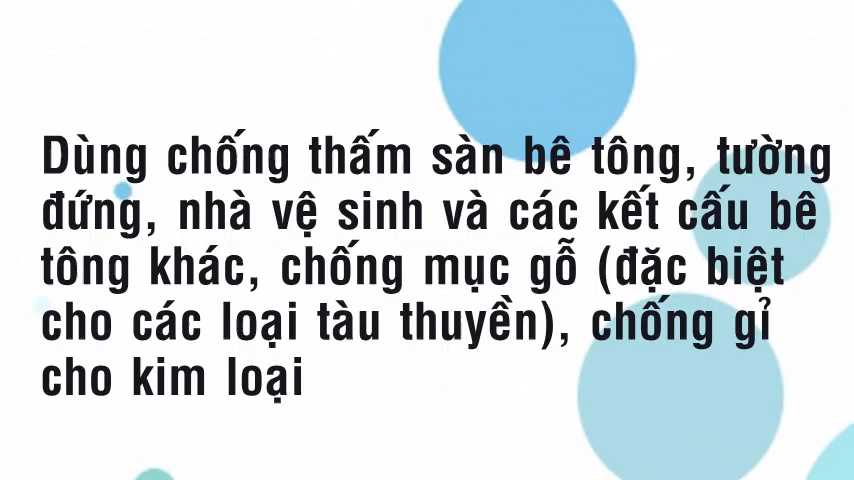 Dùng chống thấm sàn bê tông, tường
đứng, nhà vệ sinh và các kết cấu bê
tông khác, chống mục gỗ (đặc biệt
cho các loại tàu thuyền), chống gỉ
cho kim loại